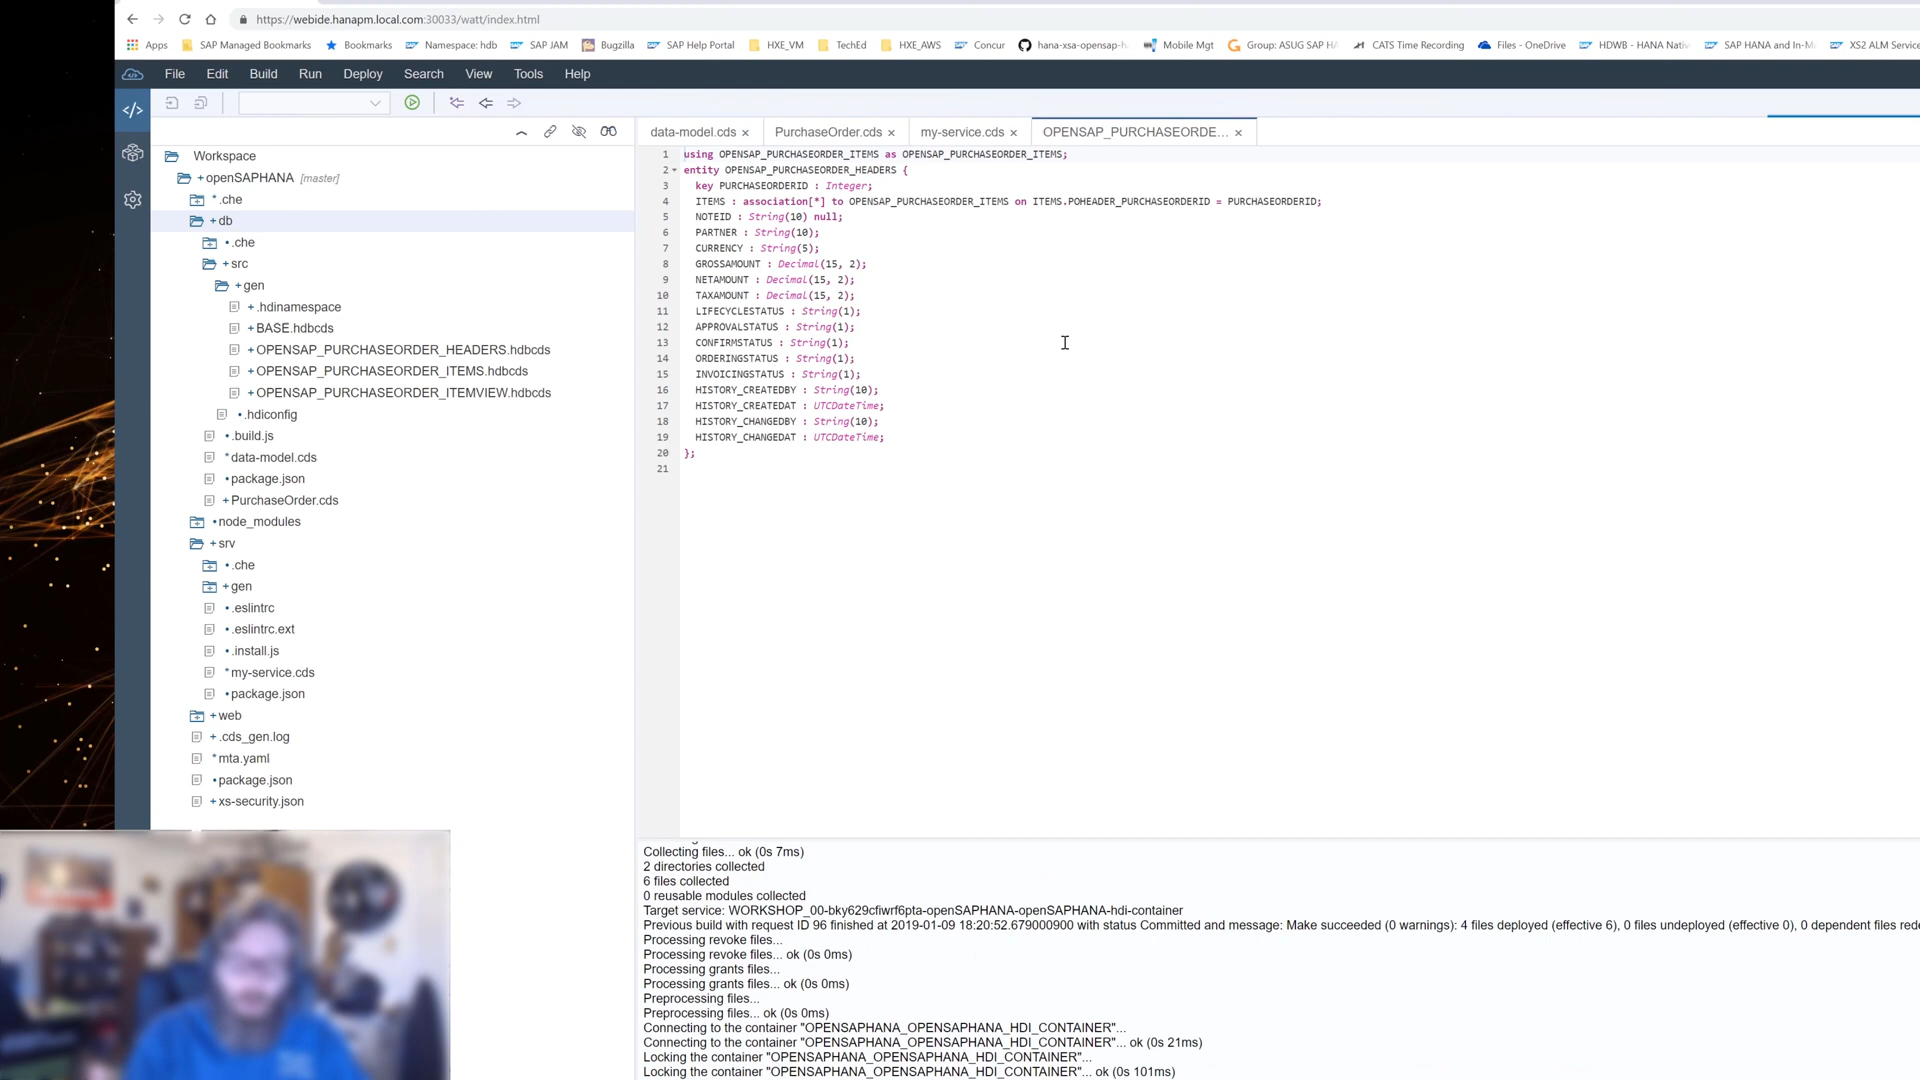 https://webide.hanapm.local.com:30033/watt/index.html
Apps SAP Managed Bookmarks Bookmarks Namespace: hdb SAP JAM Bugzilla SAP Help Portal HXE_VM TechEd HXE_AWS Concur hana-xsa-opensap-h Mobile Mgt Group: ASUG SAP HA CATS Time Recording Files - OneDrive HDWB - HANA Nativ SAP HANA and In-M XS2 ALM Service
File Edit Build Run Deploy Search View Tools Help
data-model.cds × PurchaseOrder.cds × my-service.cds × OPENSAP_PURCHASEORDE... ×
Workspace
+openSAPHANA [master]
* .che
+db
• .che
+src
+gen
+.hdinamespace
+BASE.hdbcds
+OPENSAP_PURCHASEORDER_HEADERS.hdbcds
+OPENSAP_PURCHASEORDER_ITEMS.hdbcds
+OPENSAP_PURCHASEORDER_ITEMVIEW.hdbcds
•.hdiconfig
•.build.js
*data-model.cds
•package.json
+PurchaseOrder.cds
•node_modules
+srv
•.che
+gen
•.eslintrc
•.eslintrc.ext
•.install.js
*my-service.cds
•package.json
+web
+.cds_gen.log
*mta.yaml
•package.json
+xs-security.json
1 using OPENSAP_PURCHASEORDER_ITEMS as OPENSAP_PURCHASEORDER_ITEMS;
2 entity OPENSAP_PURCHASEORDER_HEADERS {
3 key PURCHASEORDERID : Integer;
4 ITEMS : association[*] to OPENSAP_PURCHASEORDER_ITEMS on ITEMS.POHEADER_PURCHASEORDERID = PURCHASEORDERID;
5 NOTEID : String(10) null;
6 PARTNER : String(10);
7 CURRENCY : String(5);
8 GROSSAMOUNT : Decimal(15, 2);
9 NETAMOUNT : Decimal(15, 2);
10 TAXAMOUNT : Decimal(15, 2);
11 LIFECYCLESTATUS : String(1);
12 APPROVALSTATUS : String(1);
13 CONFIRMSTATUS : String(1);
14 ORDERINGSTATUS : String(1);
15 INVOICINGSTATUS : String(1);
16 HISTORY_CREATEDBY : String(10);
17 HISTORY_CREATEDAT : UTCDateTime;
18 HISTORY_CHANGEDBY : String(10);
19 HISTORY_CHANGEDAT : UTCDateTime;
20 };
21
Collecting files... ok (0s 7ms)
2 directories collected
6 files collected
0 reusable modules collected
Target service: WORKSHOP_00-bky629cfiwrf6pta-openSAPHANA-openSAPHANA-hdi-container
Previous build with request ID 96 finished at 2019-01-09 18:20:52.679000900 with status Committed and message: Make succeeded (0 warnings): 4 files deployed (effective 6), 0 files undeployed (effective 0), 0 dependent files rede
Processing revoke files...
Processing revoke files... ok (0s 0ms)
Processing grants files...
Processing grants files... ok (0s 0ms)
Preprocessing files...
Preprocessing files... ok (0s 0ms)
Connecting to the container "OPENSAPHANA_OPENSAPHANA_HDI_CONTAINER"...
Connecting to the container "OPENSAPHANA_OPENSAPHANA_HDI_CONTAINER"... ok (0s 21ms)
Locking the container "OPENSAPHANA_OPENSAPHANA_HDI_CONTAINER"...
Locking the container "OPENSAPHANA_OPENSAPHANA_HDI_CONTAINER"... ok (0s 101ms)